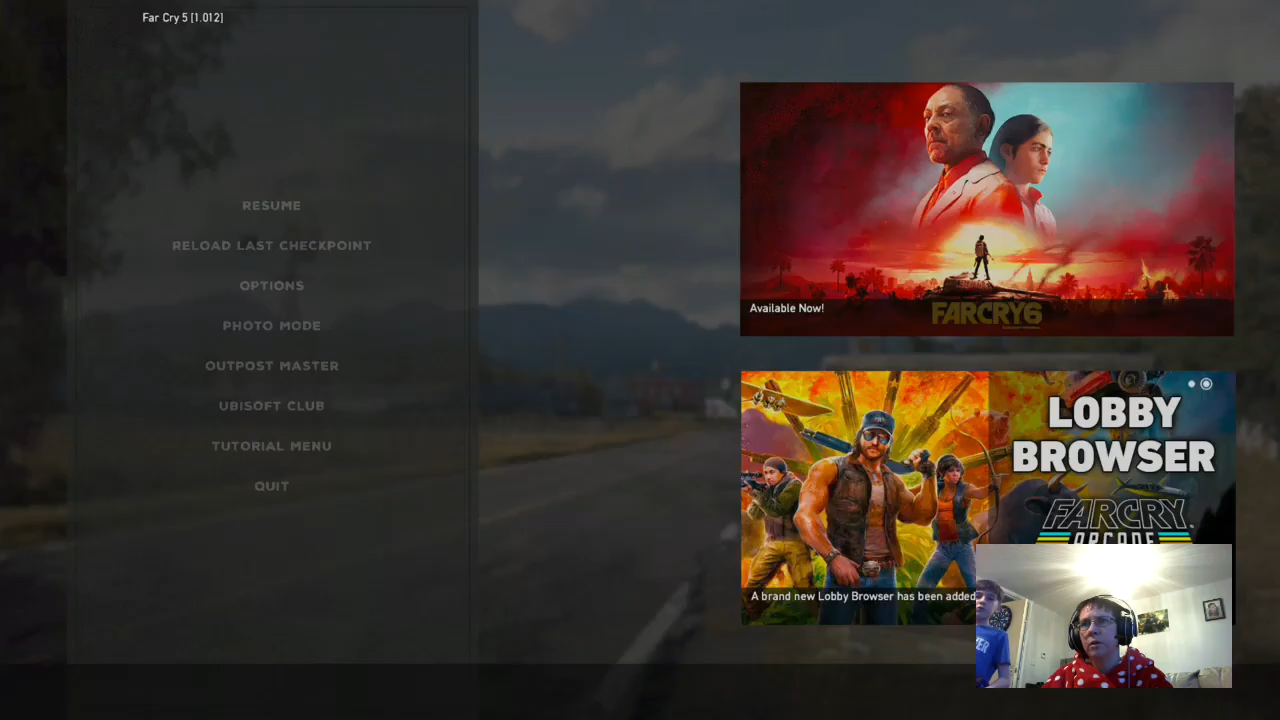 Far Cry 5 [1.012]
RESUME
RELOAD LAST CHECKPOINT
OPTIONS
PHOTO MODE
OUTPOST MASTER
UBISOFT CLUB
TUTORIAL MENU
QUIT
Available Now!
FARCRY6
LOBBY
BROWSER
FARCRY
ARCADE
A brand new Lobby Browser has been added